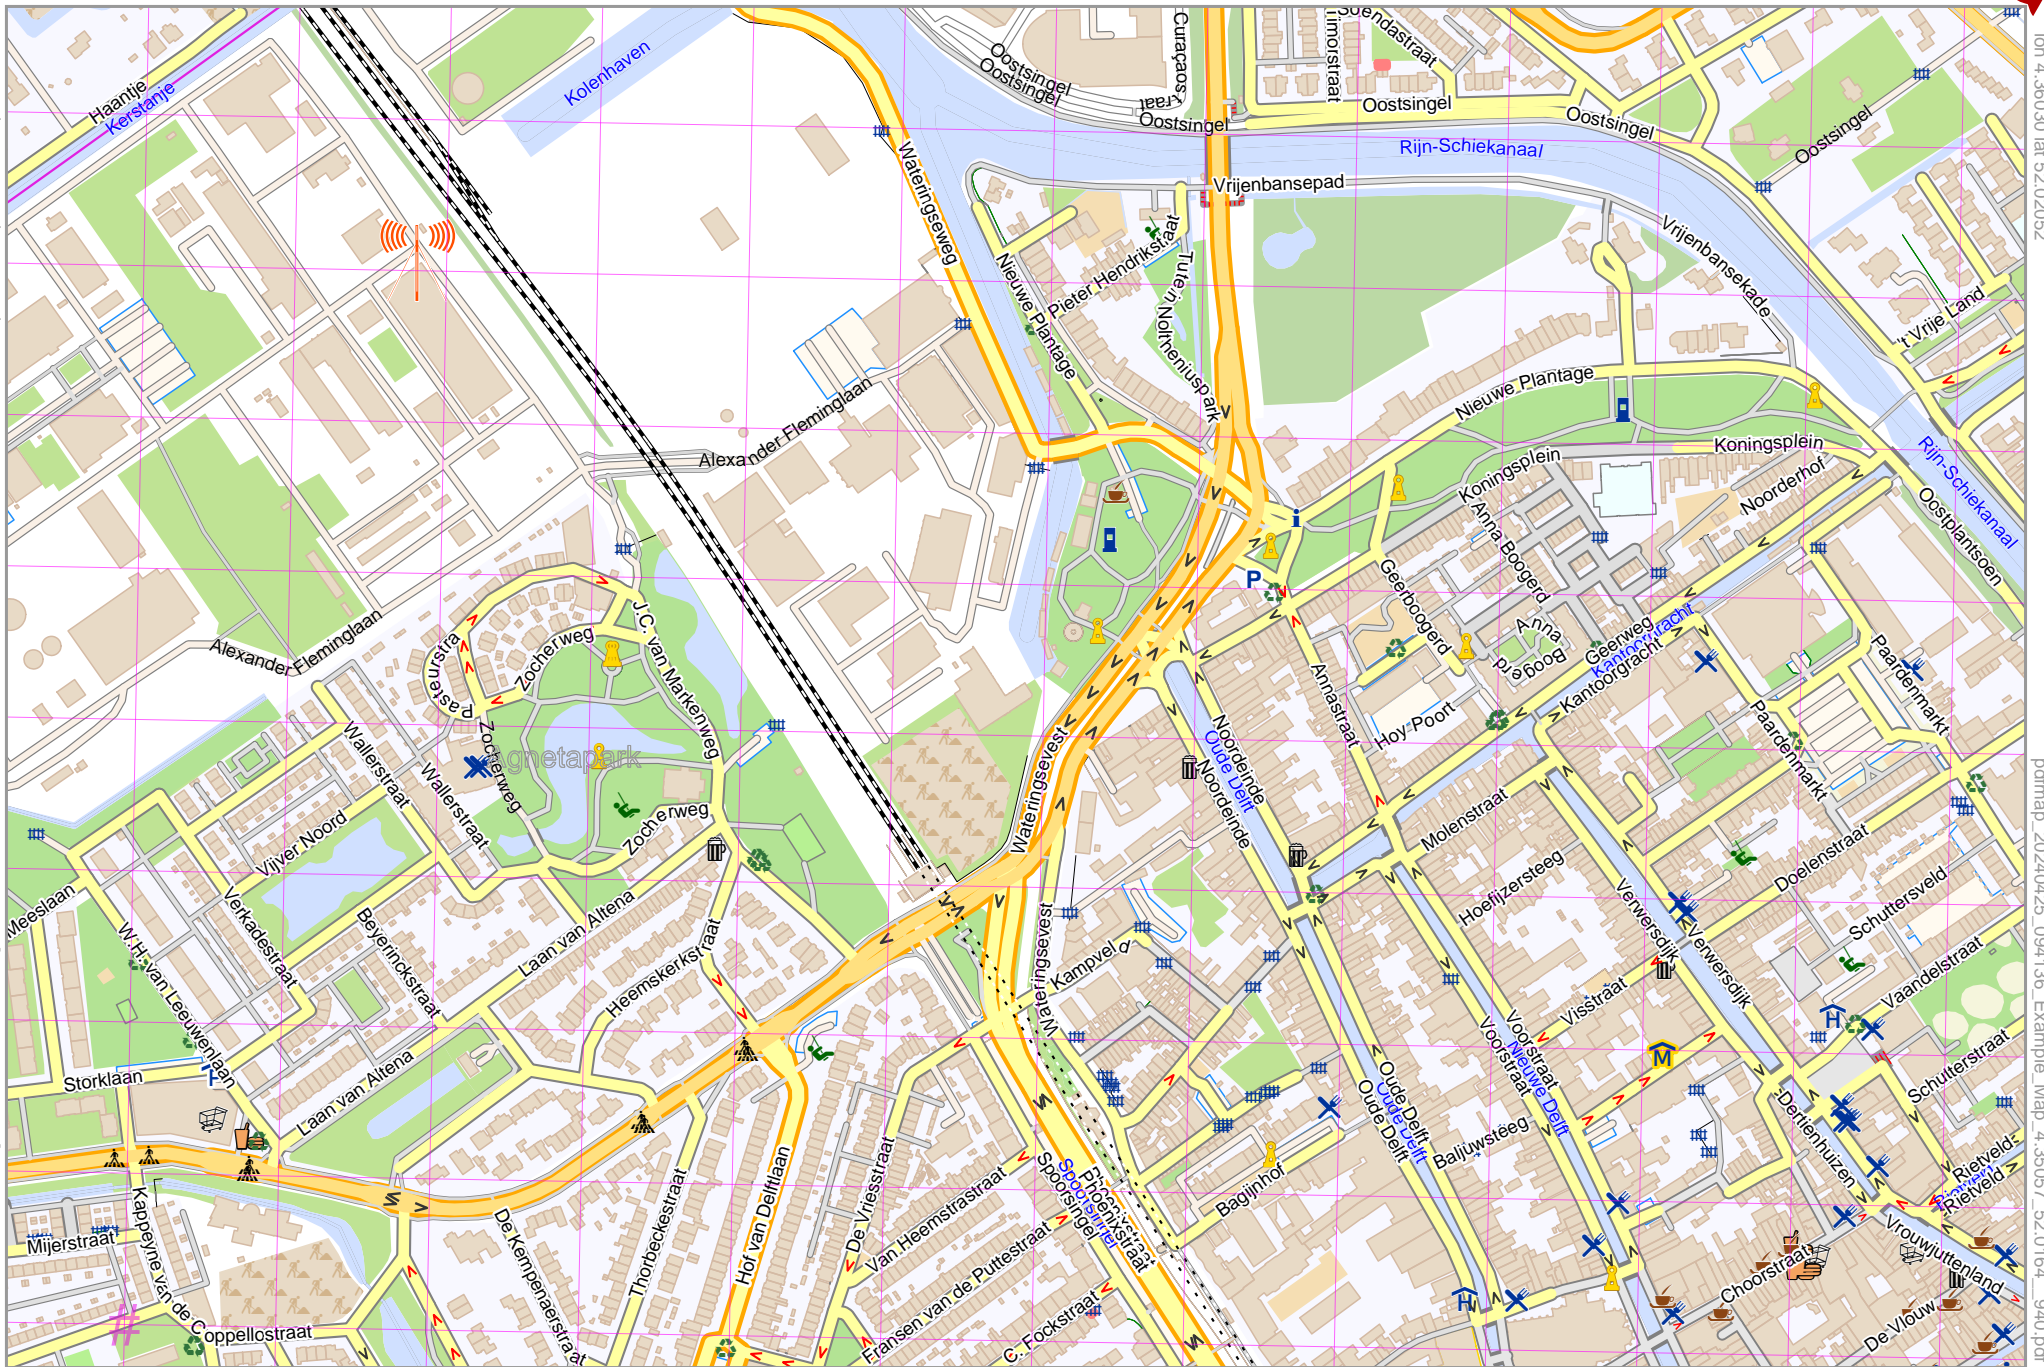 Haantje
Kerstanje
Kolenhaven
Oostsingel
Oostsingel
Curaçaostraat
Oostsingel
Timorstraat
Soendastraat
Oostsingel
Oostsingel
Oostsingel
Rijn-Schiekanaal
Vrijenbansepad
Wateringseweg
Nieuwe Plantage
Pieter Hendrikstraat
Tutein Noltheniuspark
Vrijenbansekade
't Vrije Land
Nieuwe Plantage
Koningsplein
Koningsplein
Noorderhof
Rijn-Schiekanaal
Oostplantsoen
Alexander Fleminglaan
Alexander Fleminglaan
Anna Boogerd
Anna Boogerd
Geerboogerd
Geerweg
Kantoorgracht
Kantoorgracht
Paardenmarkt
Paardenmarkt
P
i
Pasteurstra
Zocherweg
J.C. van Markenweg
Zocherweg
Agnetapark
Zocherweg
Wallerstraat
Wallerstraat
Vijver Noord
Wateringsevest
Noordeinde
Oude Delft
Noordeinde
Annastraat
Hoy Poort
Molenstraat
Hoefijzersteeg
Doelenstraat
Schuttersveld
Vaandelstraat
Verwersdijk
Verwersdijk
Meeslaan
W.H. van Leeuwenlaan
Verkadestraat
Beyerinckstraat
Laan van Altena
Heemskerkstraat
Kampveld
Wateringsevest
Visstraat
Voorstraat
Nieuwe Delft
Voorstraat
H
M
Schutterstraat
Storklaan
Laan van Altena
Oude Delft
Oude Delft
Oude Delft
Baljuwsteeg
Dertienhuizen
Rietveld
Rietveld
Rietveld
Mijerstraat
Kappeyne van de Coppellostraat
De Kempenaerstraat
Thorbeckestraat
Hof van Delftlaan
De Vriesstraat
Van Heemstrastraat
Fransen van de Puttestraat
C. Fockstraat
Spoorsingel
Spoorsingel
Phoenixstraat
Phoenixstraat
Bagijnhof
H
Choorstraat
Vrouwjuttenland
De Vlouw
#